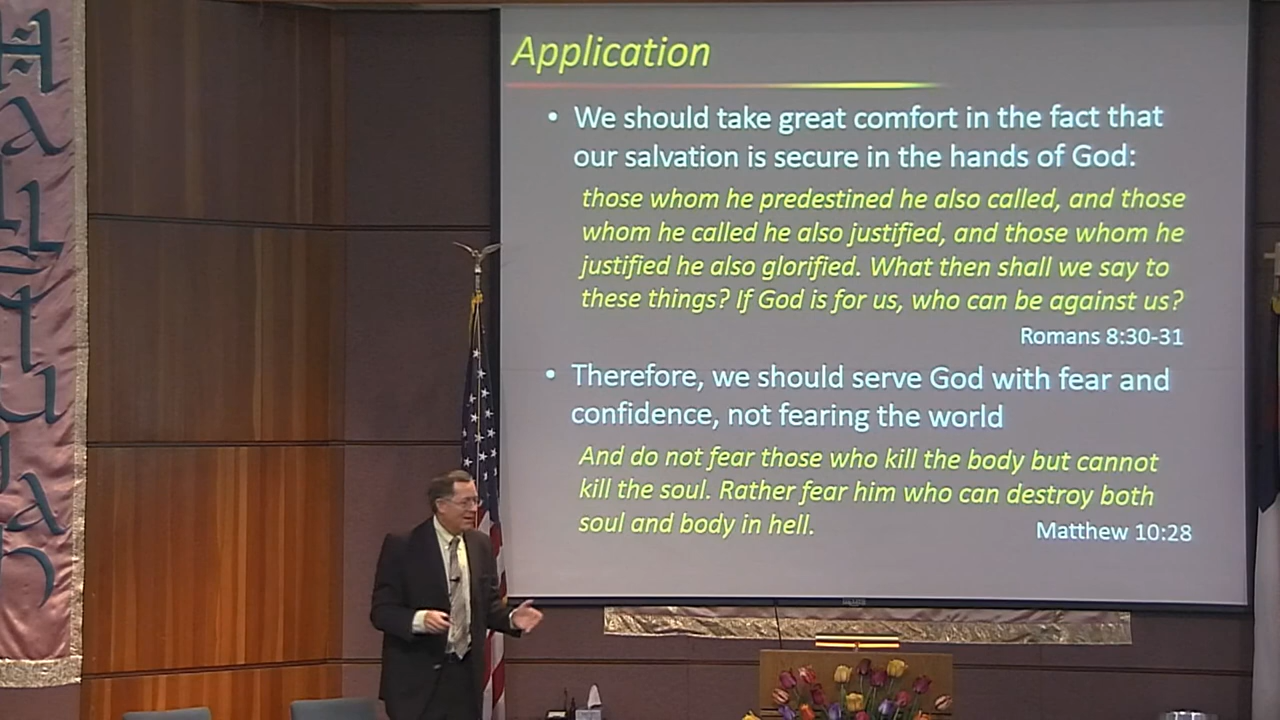 Hallelujah
Application
• We should take great comfort in the fact that
our salvation is secure in the hands of God:
those whom he predestined he also called, and those
whom he called he also justified, and those whom he
justified he also glorified. What then shall we say to
these things? If God is for us, who can be against us?
Romans 8:30-31
• Therefore, we should serve God with fear and
confidence, not fearing the world
And do not fear those who kill the body but cannot
kill the soul. Rather fear him who can destroy both
soul and body in hell.
Matthew 10:28